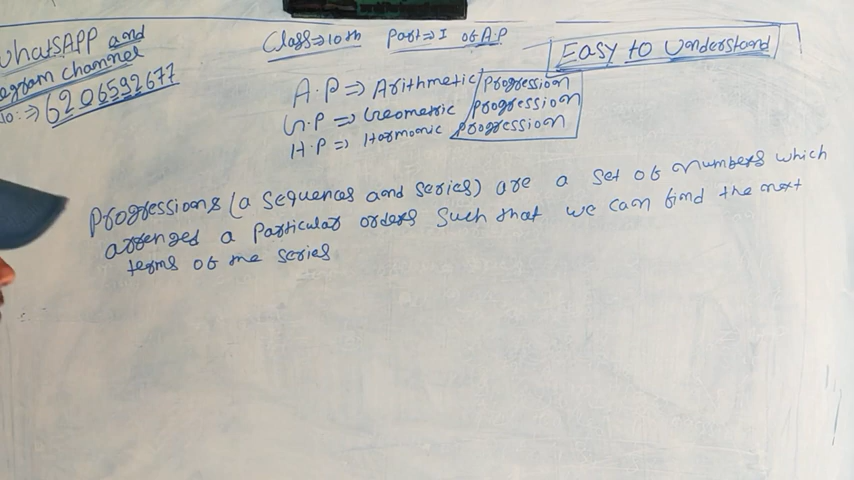 WhatsAPP and
egram channel
No:⇒ 6206592677
Class⇒10th Part⇒I of A.P
Easy to Understand
A.P ⇒ Arithmetic progression
G.P ⇒ Geometric progression
H.P ⇒ Harmonic progression
Progressions (a sequences and series) are a set of numbers which
arrenged a particular orders such that we can find the next
terms of the series